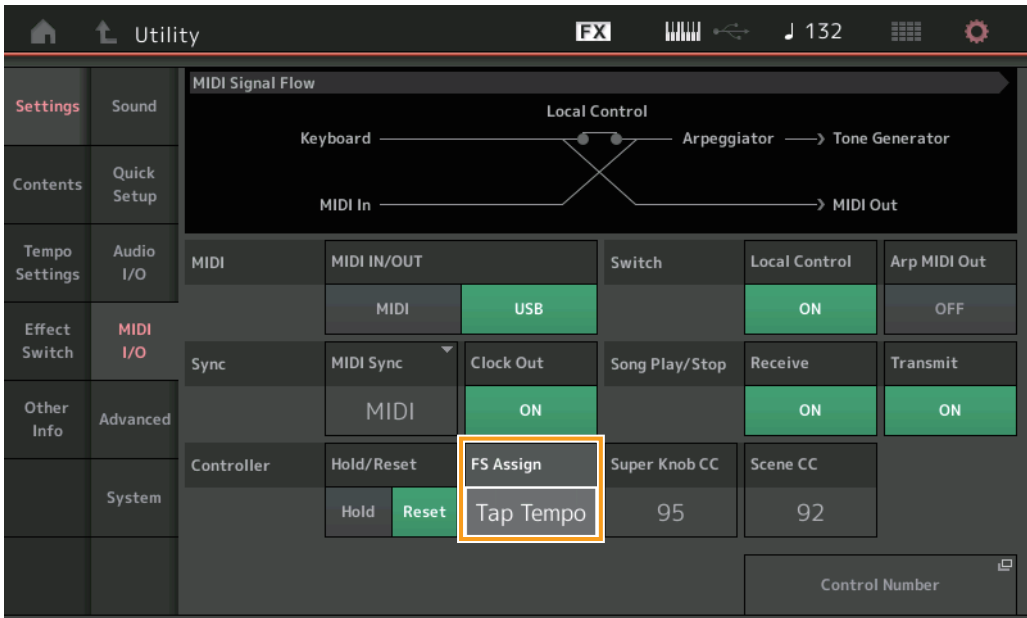 Utility
FX
132
Settings
Sound
Contents
Quick
Setup
Tempo
Settings
Audio
I/O
Effect
Switch
MIDI
I/O
Other
Info
Advanced
System
MIDI Signal Flow
Local Control
Keyboard
Arpeggiator
Tone Generator
MIDI In
MIDI Out
MIDI
MIDI IN/OUT
Switch
Local Control
Arp MIDI Out
MIDI
USB
ON
OFF
Sync
MIDI Sync
Clock Out
Song Play/Stop
Receive
Transmit
MIDI
ON
ON
ON
Controller
Hold/Reset
FS Assign
Super Knob CC
Scene CC
Hold
Reset
Tap Tempo
95
92
Control Number